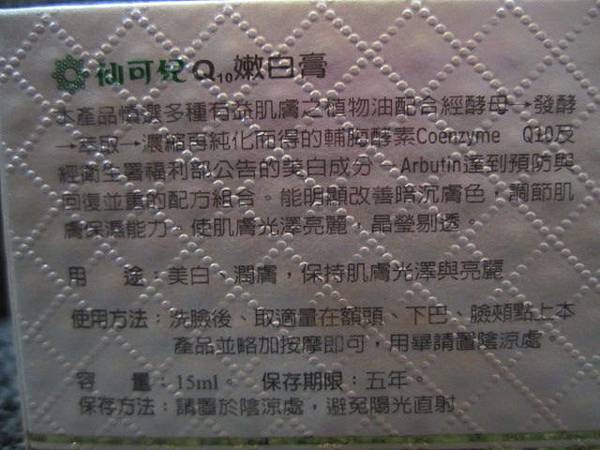 仙可兒Q10嫩白膏
本產品慎選多種有益肌膚之植物油配合經酵母→發酵
→萃取→濃縮再純化而得的輔酶酵素Coenzyme Q10及
經衛生署福利部公告的美白成分、Arbutin達到預防與
回復並重的配方組合。能明顯改善暗沉膚色，調節肌
膚保濕能力。使肌膚光澤亮麗，晶瑩剔透。
用 途：美白、潤膚，保持肌膚光澤與亮麗
使用方法：洗臉後、取適量在額頭、下巴、臉頰點上本
產品並略加按摩即可，用畢請置陰涼處。
容 量：15ml。 保存期限：五年。
保存方法：請置於陰涼處，避免陽光直射